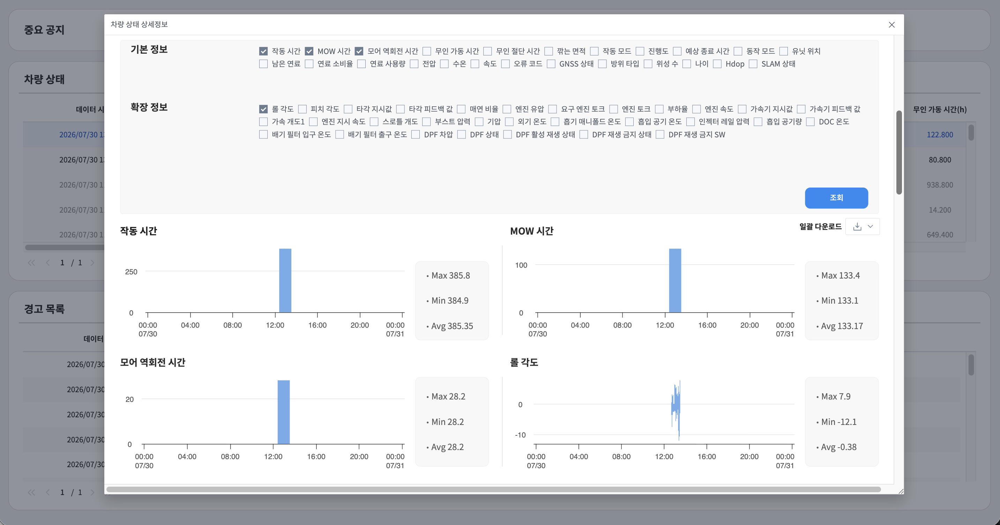 중요 공지
차량 상태 상세정보
기본 정보
작동 시간 MOW 시간 모어 역회전 시간 무인 가동 시간 무인 절단 시간 깎는 면적 작동 모드 진행도 예상 종료 시간 동작 모드 유닛 위치
남은 연료 연료 소비율 연료 사용량 전압 수온 속도 오류 코드 GNSS 상태 방위 타입 위성 수 나이 Hdop SLAM 상태
확장 정보
롤 각도 피치 각도 타각 지시값 타각 피드백 값 매연 비율 엔진 유압 요구 엔진 토크 엔진 토크 부하율 엔진 속도 가속기 지시값 가속기 피드백 값
가속 개도1 엔진 지시 속도 스로틀 개도 부스트 압력 기압 외기 온도 흡기 매니폴드 온도 흡입 공기 온도 인젝터 레일 압력 흡입 공기량 DOC 온도
배기 필터 입구 온도 배기 필터 출구 온도 DPF 차압 DPF 상태 DPF 활성 재생 상태 DPF 재생 금지 상태 DPF 재생 금지 SW
조회
차량 상태
데이터 시
무인 가동 시간(h)
2026/07/30 1
122.800
2026/07/30 1
80.800
2026/07/30 1
938.800
2026/07/30 1
14.200
2026/07/30 1
649.400
1 / 1
일괄 다운로드
작동 시간
250
0
00:00 04:00 08:00 12:00 16:00 20:00 00:00
07/30 07/31
• Max 385.8
• Min 384.9
• Avg 385.35
MOW 시간
100
0
00:00 04:00 08:00 12:00 16:00 20:00 00:00
07/30 07/31
• Max 133.4
• Min 133.1
• Avg 133.17
모어 역회전 시간
20
0
00:00 04:00 08:00 12:00 16:00 20:00 00:00
07/30 07/31
• Max 28.2
• Min 28.2
• Avg 28.2
롤 각도
0
-10
00:00 04:00 08:00 12:00 16:00 20:00 00:00
07/30 07/31
• Max 7.9
• Min -12.1
• Avg -0.38
경고 목록
데이터
2026/07/30
2026/07/30
2026/07/30
2026/07/30
2026/07/30
1 / 1